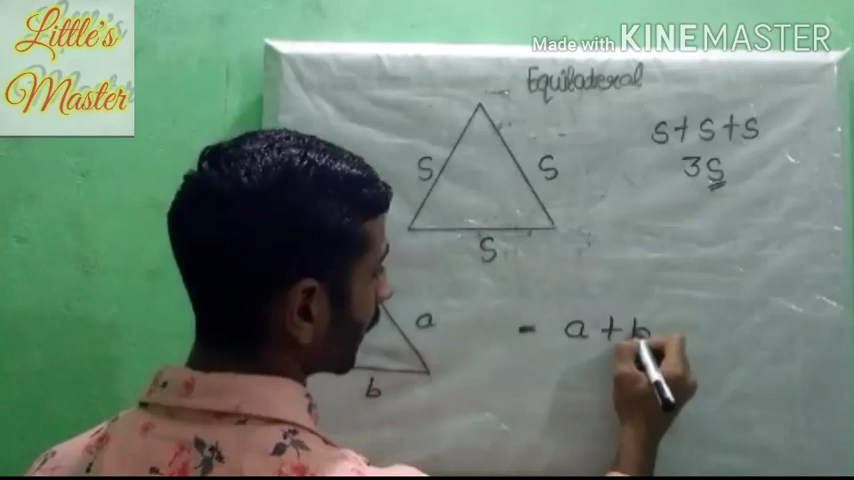 Little's
Master
Made with KINEMASTER
Equilateral
S
S
S
S+S+S
3S
a
b
- a + b